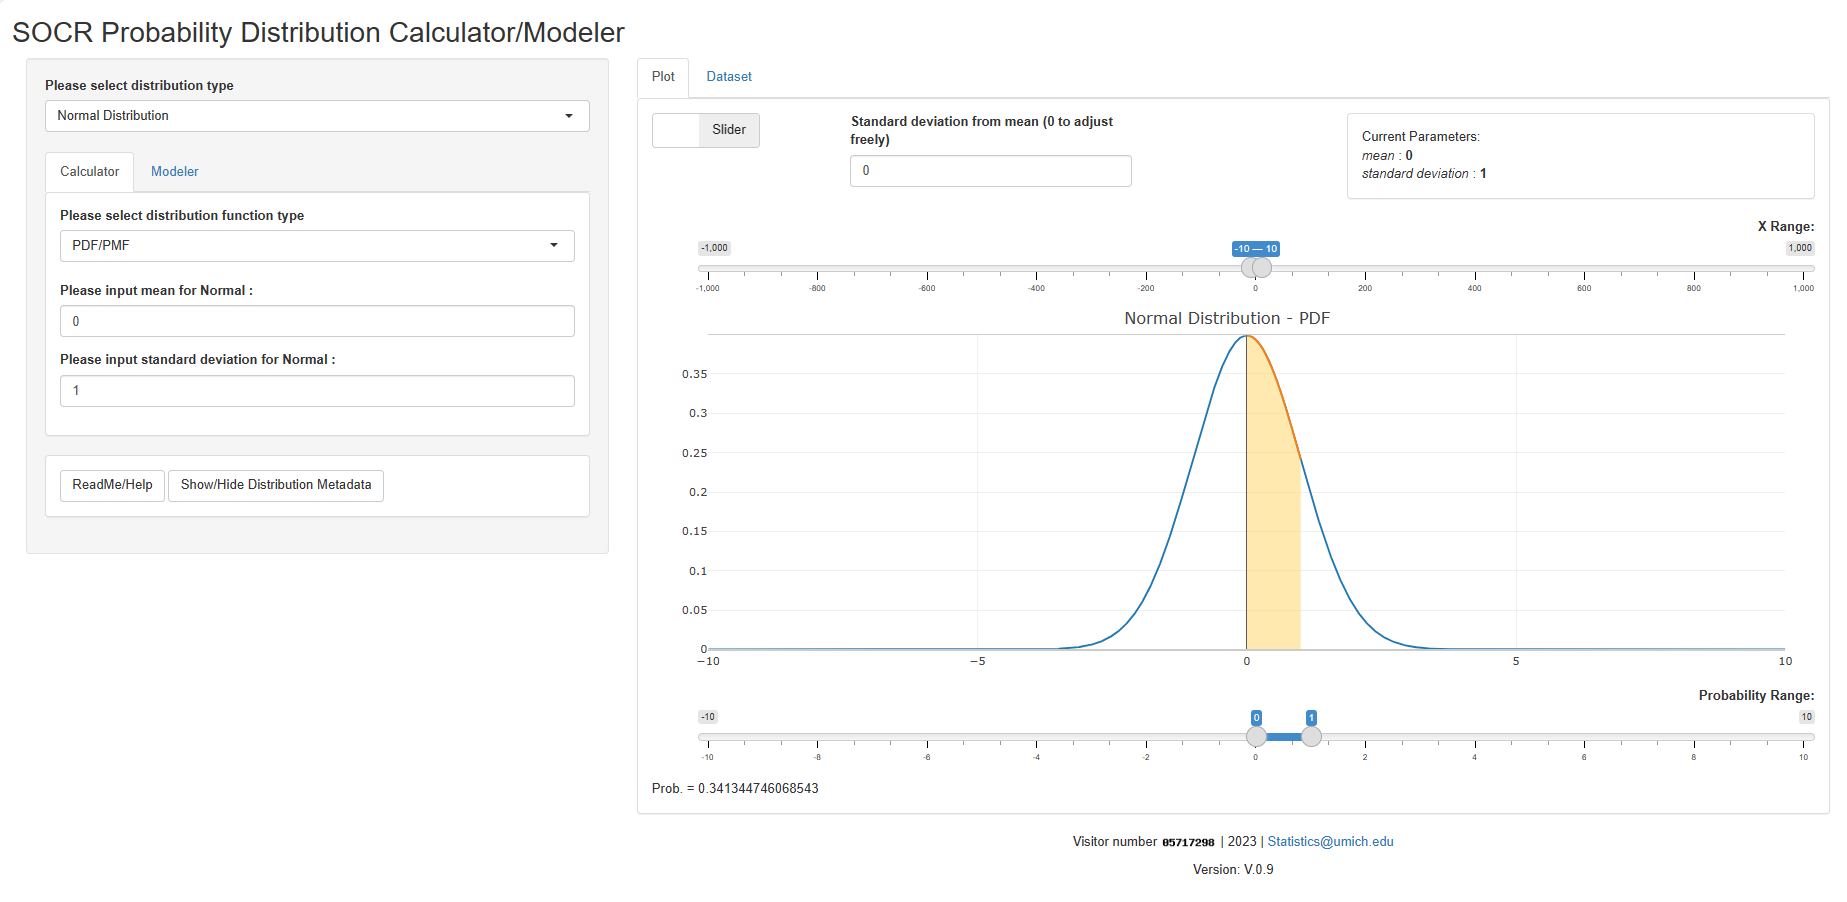 SOCR Probability Distribution Calculator/Modeler
Please select distribution type
Normal Distribution
Calculator
Modeler
Please select distribution function type
PDF/PMF
Please input mean for Normal :
0
Please input standard deviation for Normal :
1
ReadMe/Help
Show/Hide Distribution Metadata
Plot
Dataset
Slider
Standard deviation from mean (0 to adjust
freely)
0
Current Parameters:
mean : 0
standard deviation : 1
X Range:
-1,000
-10 — 10
1,000
-1,000 -800 -600 -400 -200 0 200 400 600 800 1,000
Normal Distribution - PDF
0.35
0.3
0.25
0.2
0.15
0.1
0.05
0
−10 −5 0 5 10
Probability Range:
-10
0
1
10
-10 -8 -6 -4 -2 0 2 4 6 8 10
Prob. = 0.341344746068543
Visitor number 05717298 | 2023 | Statistics@umich.edu
Version: V.0.9